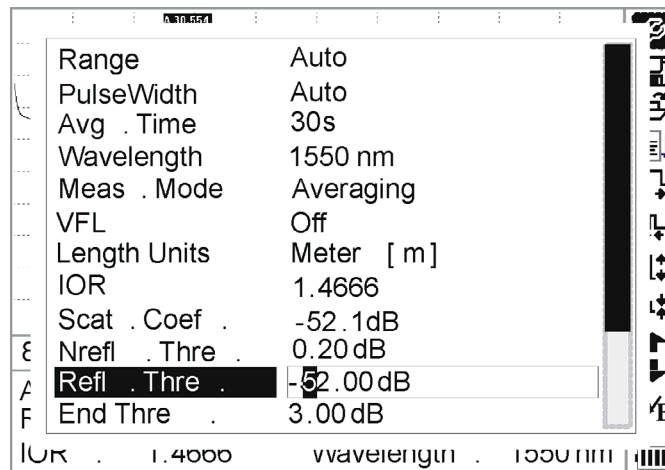 A 30.554
Range Auto
PulseWidth Auto
Avg . Time 30s
Wavelength 1550 nm
Meas . Mode Averaging
VFL Off
Length Units Meter [ m ]
IOR 1.4666
Scat . Coef . -52.1dB
Nrefl . Thre . 0.20 dB
Refl . Thre . -52.00 dB
End Thre . 3.00 dB
IOR . 1.4666 Wavelength . 1550 nm